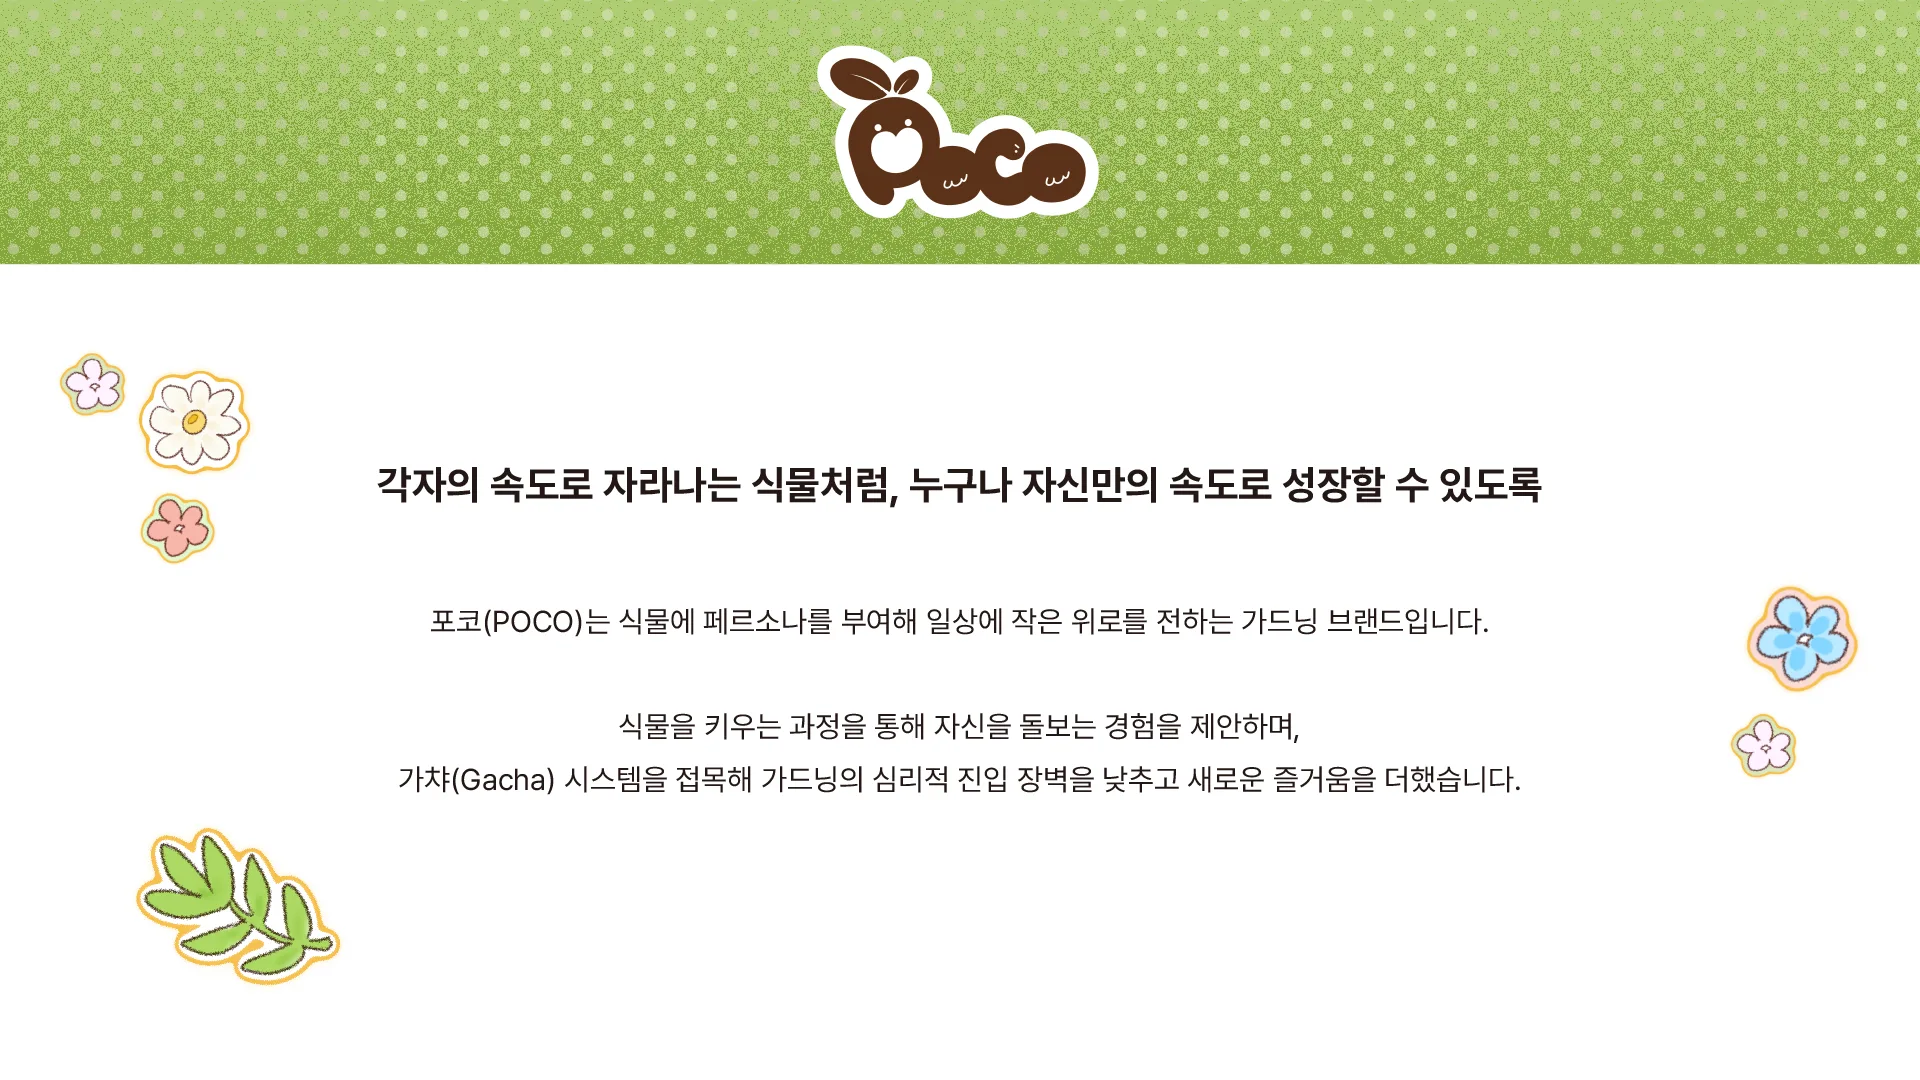 Poco
각자의 속도로 자라나는 식물처럼, 누구나 자신만의 속도로 성장할 수 있도록
포코(POCO)는 식물에 페르소나를 부여해 일상에 작은 위로를 전하는 가드닝 브랜드입니다.
식물을 키우는 과정을 통해 자신을 돌보는 경험을 제안하며,
가챠(Gacha) 시스템을 접목해 가드닝의 심리적 진입 장벽을 낮추고 새로운 즐거움을 더했습니다.